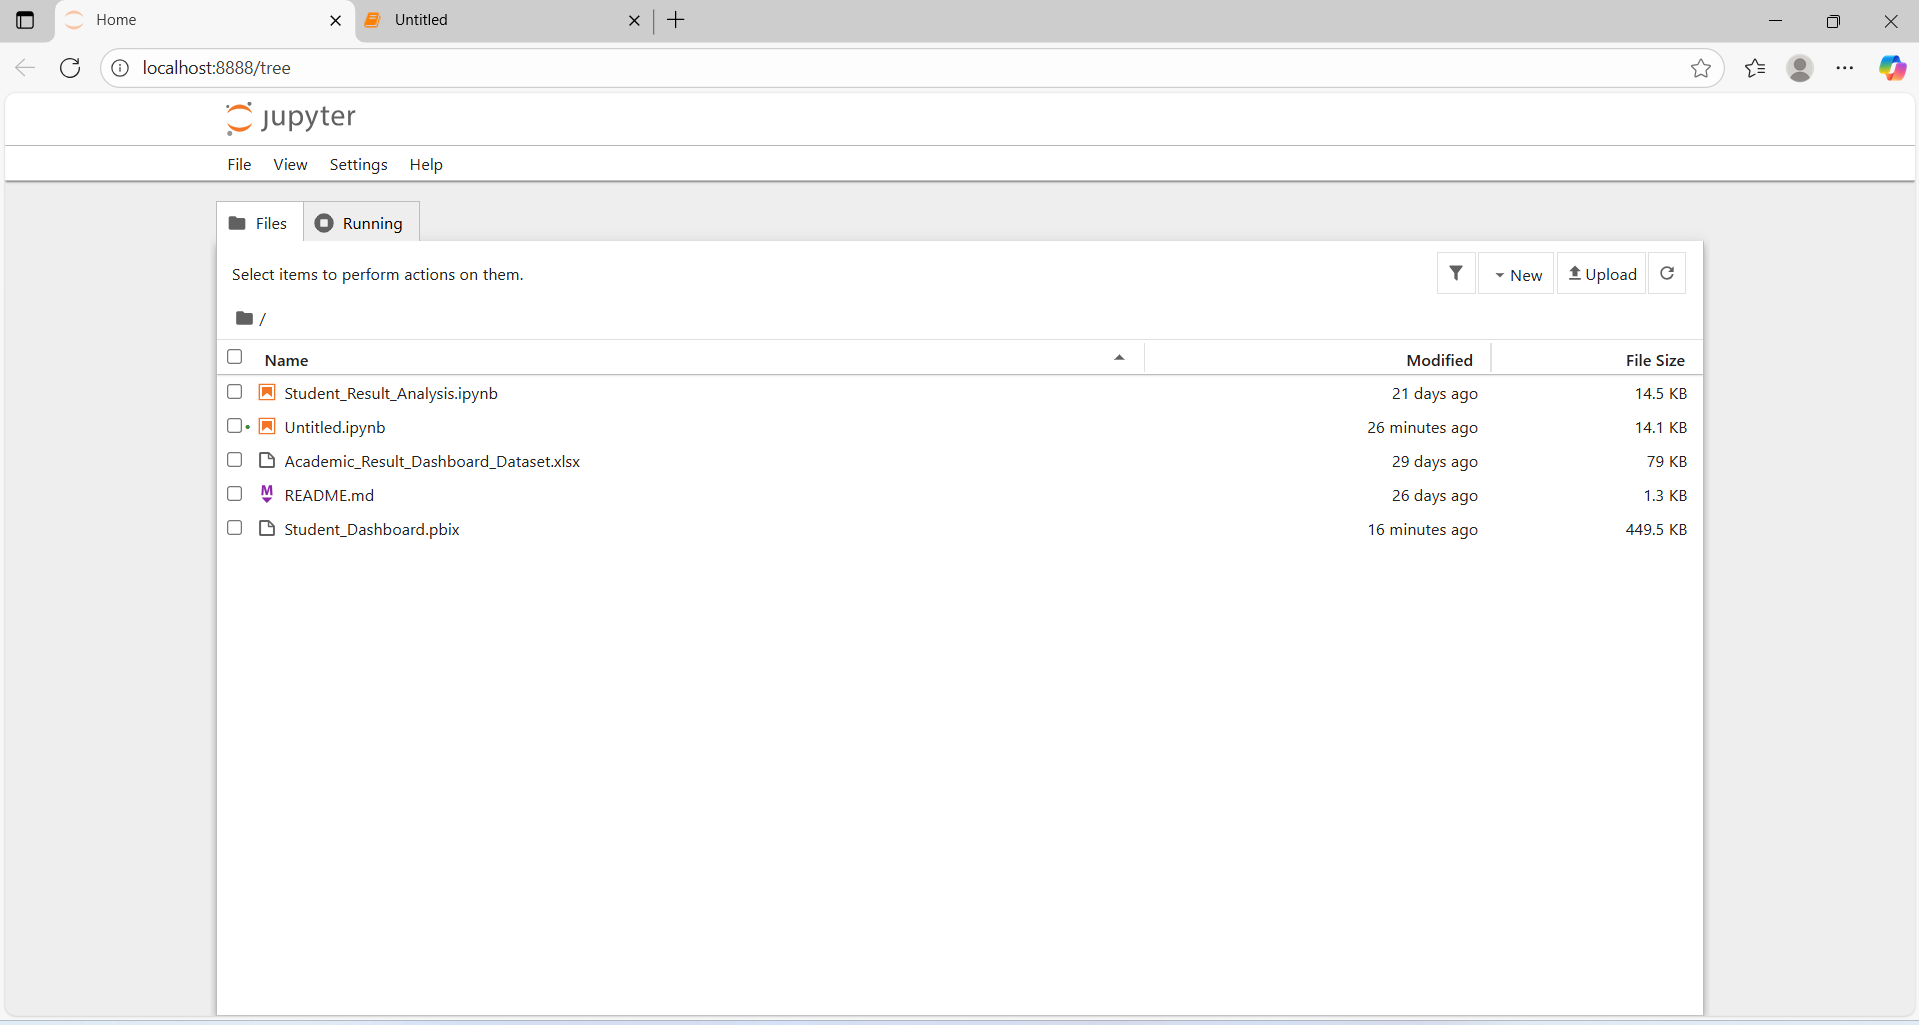 Home Untitled
localhost:8888/tree
jupyter
File View Settings Help
Files Running
Select items to perform actions on them. New Upload
/
Name Modified File Size
Student_Result_Analysis.ipynb 21 days ago 14.5 KB
Untitled.ipynb 26 minutes ago 14.1 KB
Academic_Result_Dashboard_Dataset.xlsx 29 days ago 79 KB
M README.md 26 days ago 1.3 KB
Student_Dashboard.pbix 16 minutes ago 449.5 KB